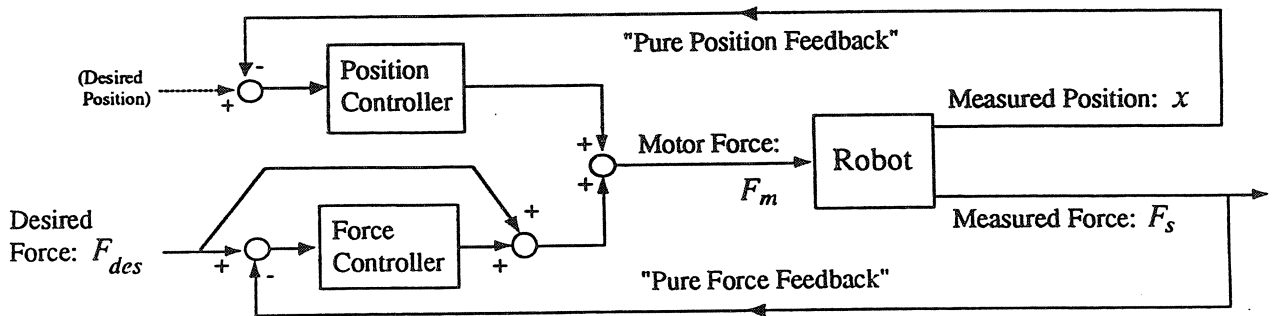 "Pure Position Feedback"
(Desired
Position)
-
+
Position
Controller
Measured Position: x
+
+
Motor Force:
F_m
Robot
Desired
Force: F_des
+
-
Force
Controller
+
+
Measured Force: F_s
"Pure Force Feedback"